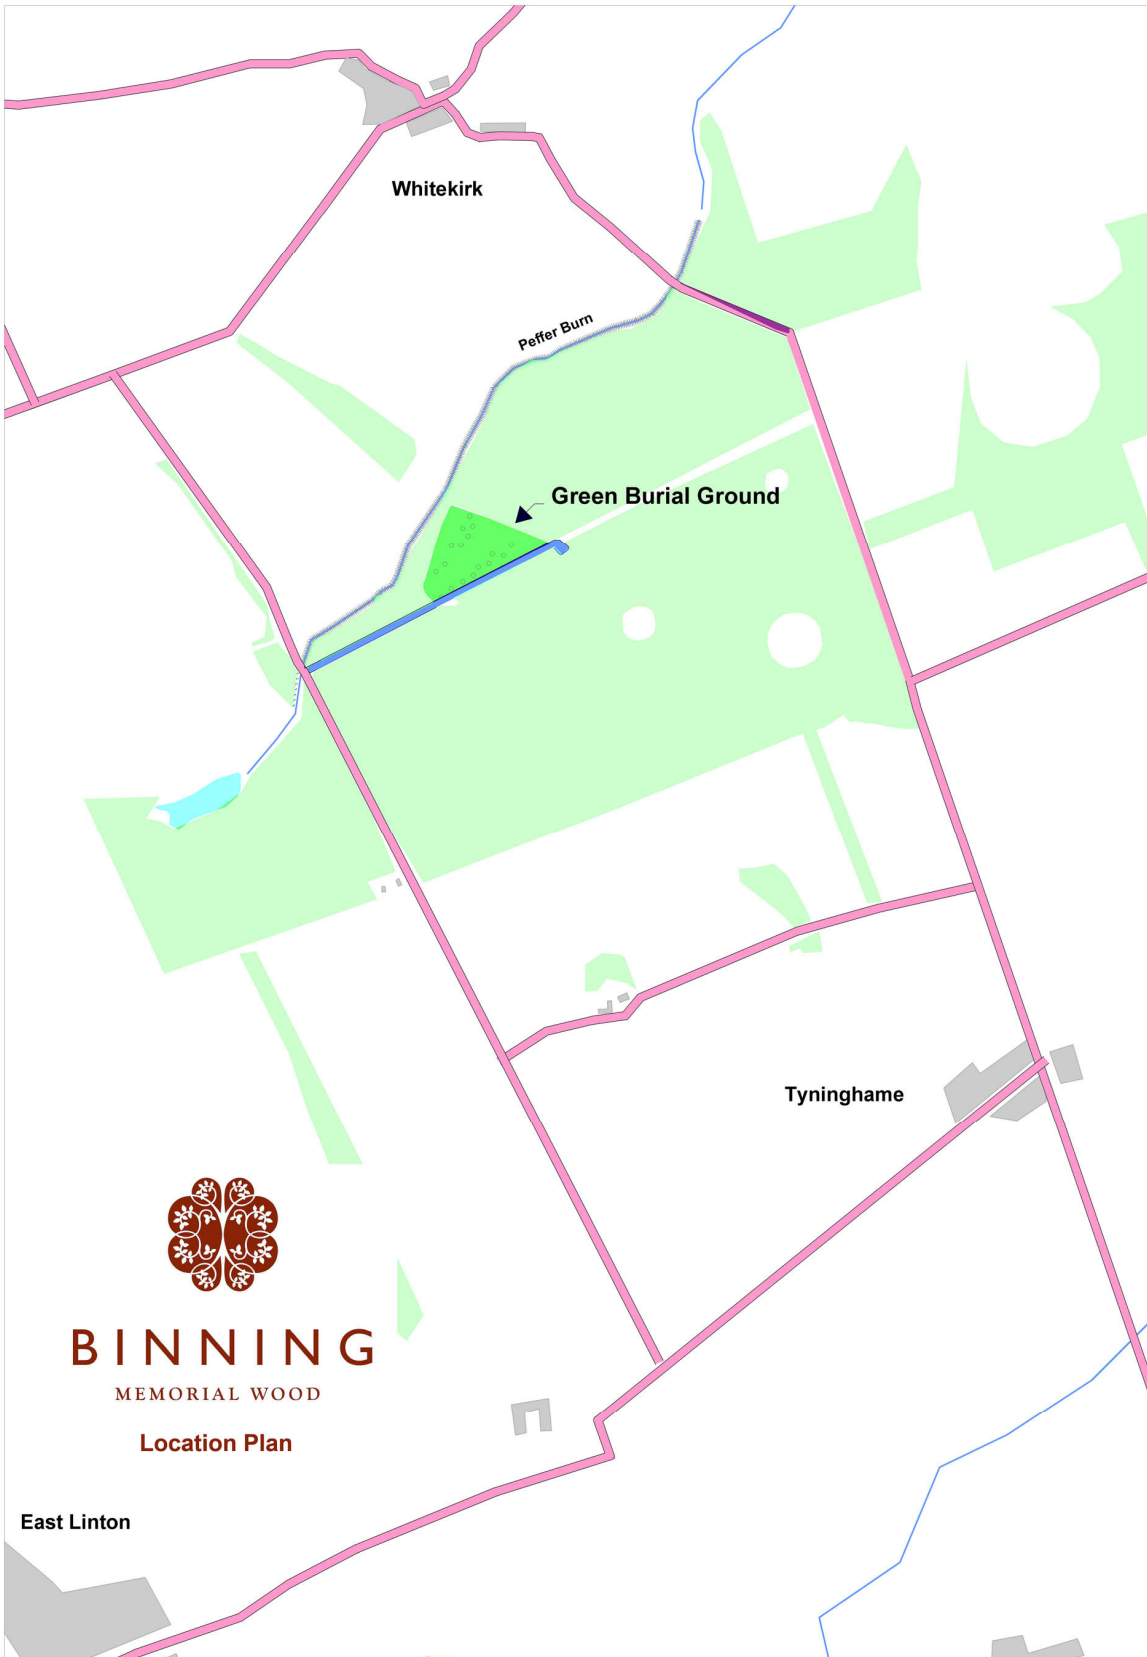 Whitekirk
Peffer Burn
Green Burial Ground
Tyninghame
BINNING
MEMORIAL WOOD
Location Plan
East Linton